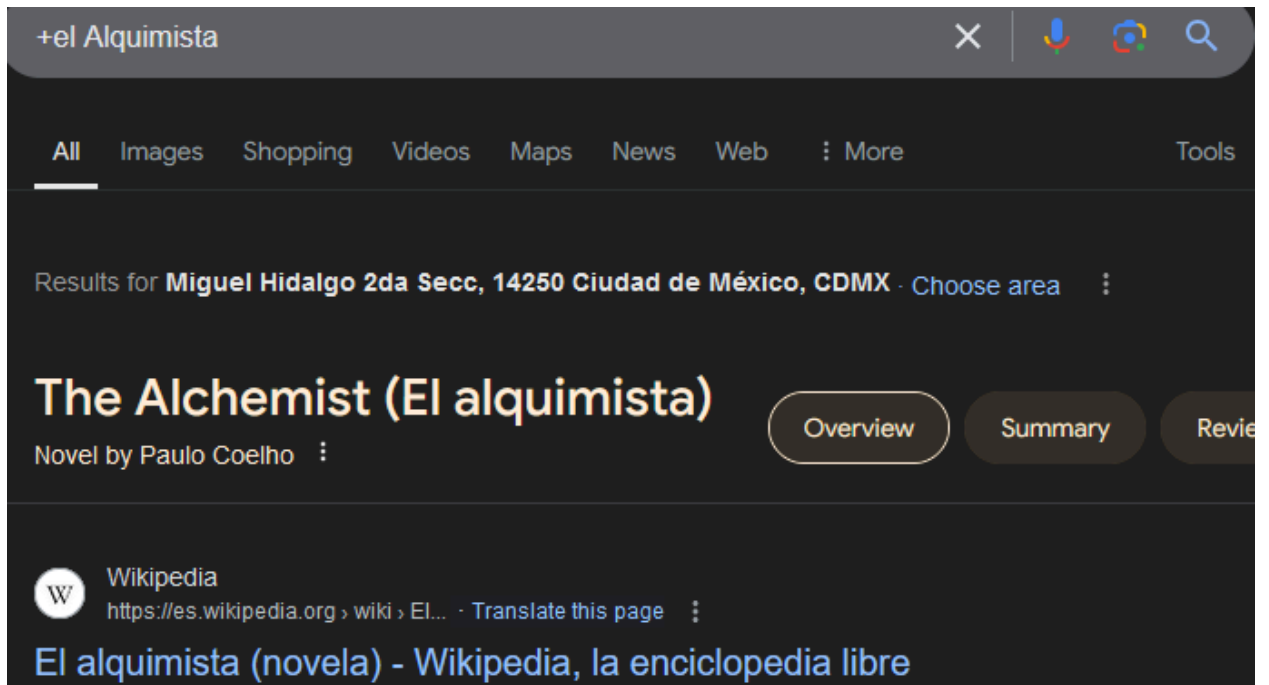 +el Alquimista
All Images Shopping Videos Maps News Web More Tools
Results for Miguel Hidalgo 2da Secc, 14250 Ciudad de México, CDMX · Choose area
The Alchemist (El alquimista)
Overview Summary Revie
Novel by Paulo Coelho
W
Wikipedia
https://es.wikipedia.org › wiki › El... · Translate this page
El alquimista (novela) - Wikipedia, la enciclopedia libre